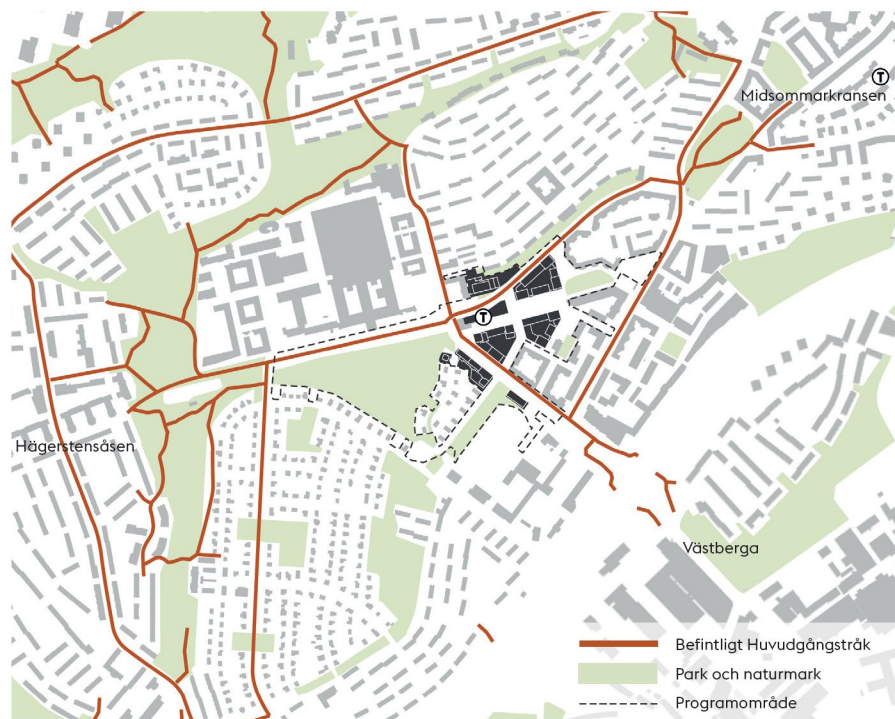 T
Midsommarkransen
T
Hägerstensåsen
Västberga
Befintligt Huvudgångstråk
Park och naturmark
Programområde